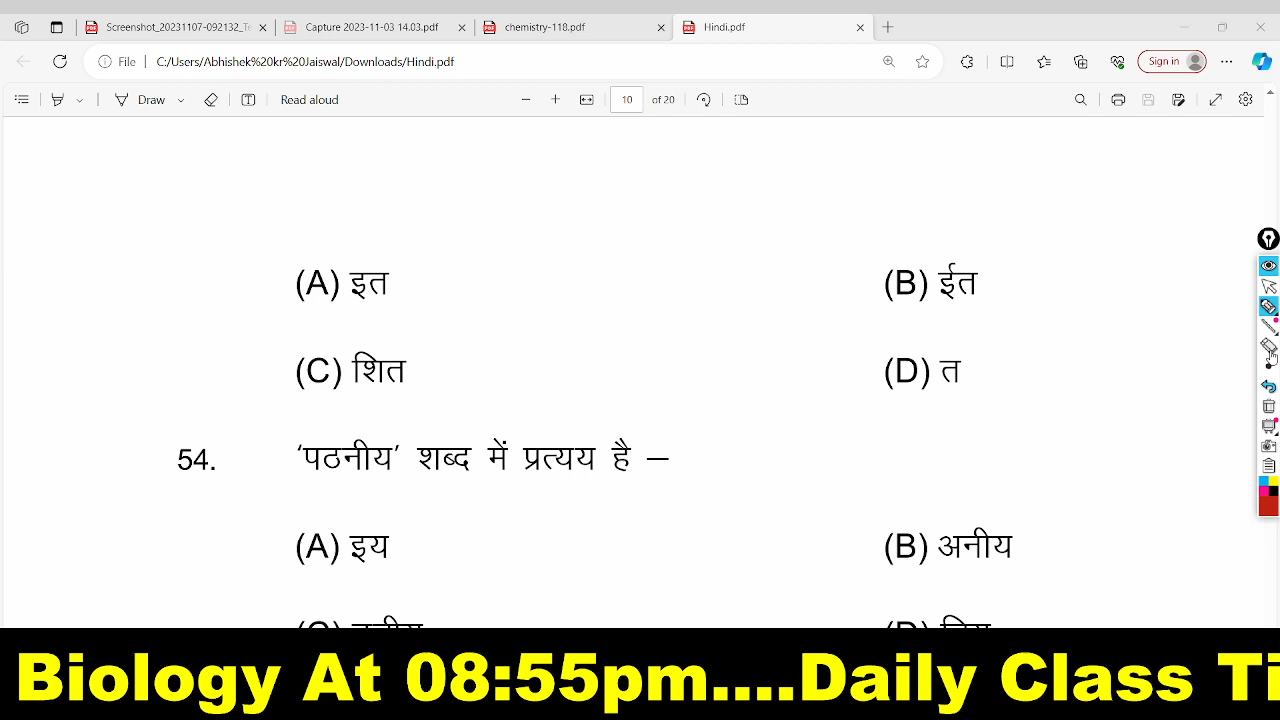 Screenshot_20231107-092132_Te
Capture 2023-11-03 14.03.pdf
chemistry-118.pdf
Hindi.pdf
File
C:/Users/Abhishek%20kr%20Jaiswal/Downloads/Hindi.pdf
Sign in
Draw
Read aloud
10 of 20
(A) इत (B) ईत
(C) शित (D) त
54. ‘पठनीय’ शब्द में प्रत्यय है –
(A) इय (B) अनीय
Biology At 08:55pm....Daily Class Ti